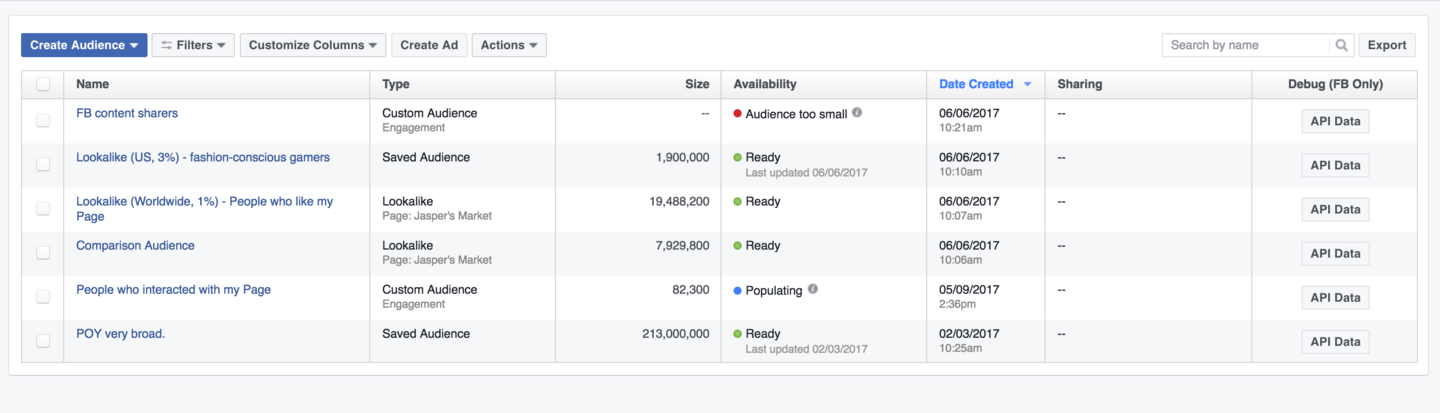 Create Audience Filters Customize Columns Create Ad Actions Search by name Export
Name Type Size Availability Date Created Sharing Debug (FB Only)
FB content sharers Custom Audience -- Audience too small 06/06/2017 -- API Data
Engagement 10:21am
Lookalike (US, 3%) - fashion-conscious gamers Saved Audience 1,900,000 Ready 06/06/2017 -- API Data
Last updated 06/06/2017 10:10am
Lookalike (Worldwide, 1%) - People who like my Lookalike 19,488,200 Ready 06/06/2017 -- API Data
Page Page: Jasper's Market 10:07am
Comparison Audience Lookalike 7,929,800 Ready 06/06/2017 -- API Data
Page: Jasper's Market 10:06am
People who interacted with my Page Custom Audience 82,300 Populating 05/09/2017 -- API Data
Engagement 2:36pm
POY very broad. Saved Audience 213,000,000 Ready 02/03/2017 -- API Data
Last updated 02/03/2017 10:25am